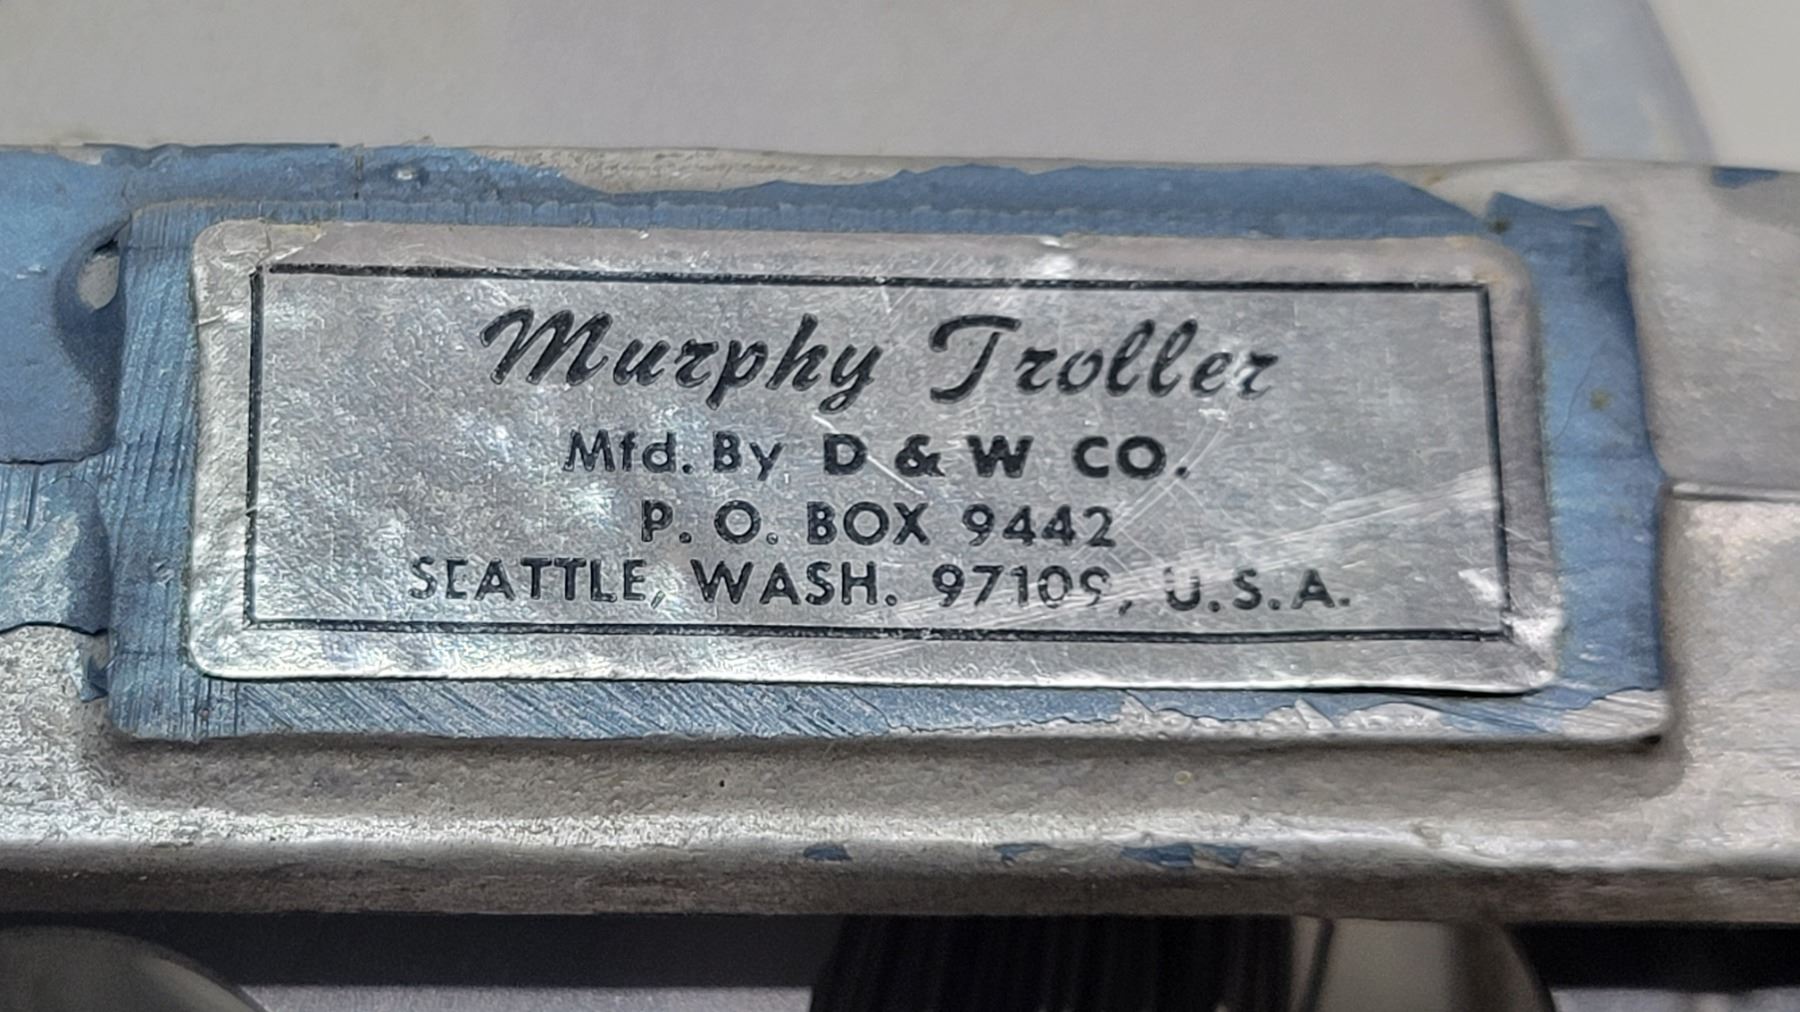 Murphy Troller
Mfd. By D & W CO.
P. O. BOX 9442
SEATTLE, WASH. 97109, U.S.A.